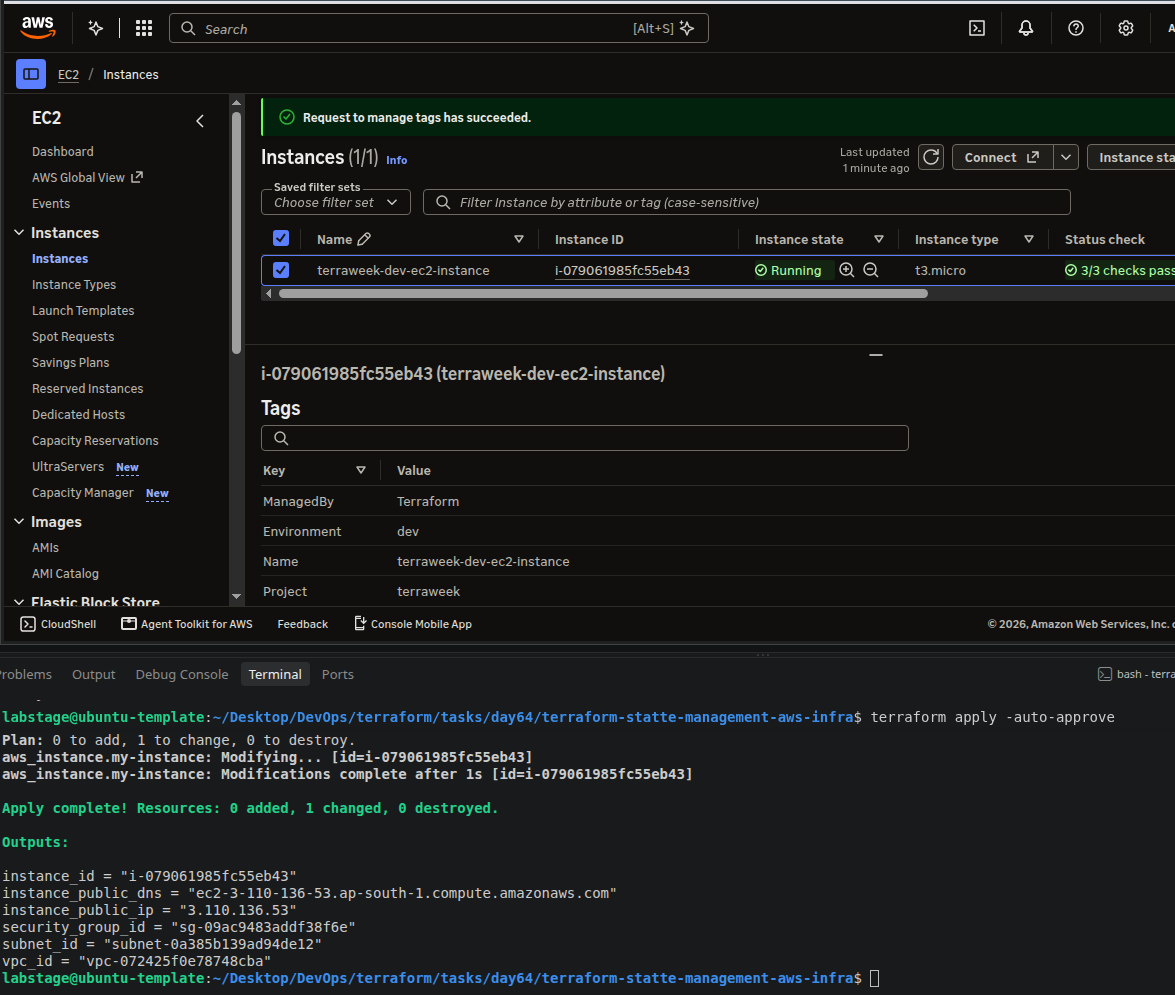 aws
Search [Alt+S]
EC2 / Instances
EC2
Dashboard
AWS Global View
Events
Instances
Instances
Instance Types
Launch Templates
Spot Requests
Savings Plans
Reserved Instances
Dedicated Hosts
Capacity Reservations
UltraServers New
Capacity Manager New
Images
AMIs
AMI Catalog
Elastic Block Store
Request to manage tags has succeeded.
Instances (1/1) Info
Last updated
1 minute ago
Connect
Instance sta
Saved filter sets
Choose filter set
Filter Instance by attribute or tag (case-sensitive)
Name Instance ID Instance state Instance type Status check
terraweek-dev-ec2-instance i-079061985fc55eb43 Running t3.micro 3/3 checks pass
i-079061985fc55eb43 (terraweek-dev-ec2-instance)
Tags
Key Value
ManagedBy Terraform
Environment dev
Name terraweek-dev-ec2-instance
Project terraweek
CloudShell Agent Toolkit for AWS Feedback Console Mobile App © 2026, Amazon Web Services, Inc. o
roblems Output Debug Console Terminal Ports bash - terra
labstage@ubuntu-template:~/Desktop/DevOps/terraform/tasks/day64/terraform-statte-management-aws-infra$ terraform apply -auto-approve
Plan: 0 to add, 1 to change, 0 to destroy.
aws_instance.my-instance: Modifying... [id=i-079061985fc55eb43]
aws_instance.my-instance: Modifications complete after 1s [id=i-079061985fc55eb43]
Apply complete! Resources: 0 added, 1 changed, 0 destroyed.
Outputs:
instance_id = "i-079061985fc55eb43"
instance_public_dns = "ec2-3-110-136-53.ap-south-1.compute.amazonaws.com"
instance_public_ip = "3.110.136.53"
security_group_id = "sg-09ac9483addf38f6e"
subnet_id = "subnet-0a385b139ad94de12"
vpc_id = "vpc-072425f0e78748cba"
labstage@ubuntu-template:~/Desktop/DevOps/terraform/tasks/day64/terraform-statte-management-aws-infra$